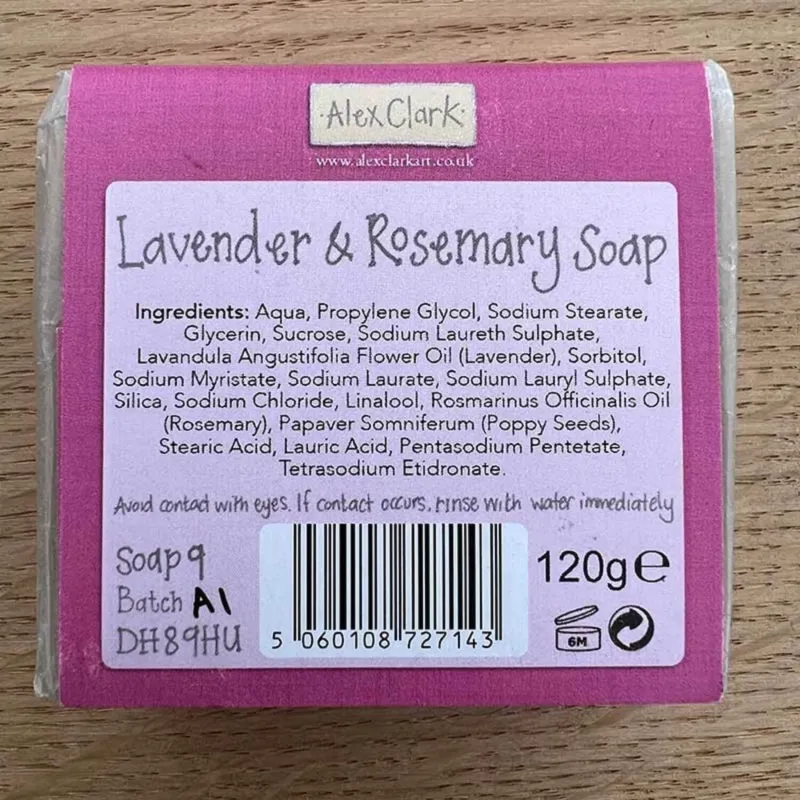 ·Alex Clark·
www.alexclarkart.co.uk
Lavender & Rosemary Soap
Ingredients: Aqua, Propylene Glycol, Sodium Stearate,
Glycerin, Sucrose, Sodium Laureth Sulphate,
Lavandula Angustifolia Flower Oil (Lavender), Sorbitol,
Sodium Myristate, Sodium Laurate, Sodium Lauryl Sulphate,
Silica, Sodium Chloride, Linalool, Rosmarinus Officinalis Oil
(Rosemary), Papaver Somniferum (Poppy Seeds),
Stearic Acid, Lauric Acid, Pentasodium Pentetate,
Tetrasodium Etidronate.
Avoid contact with eyes. If contact occurs, rinse with water immediately
Soap 9
Batch A1
DH8 9HU
5 060108 727143
120g℮
6M